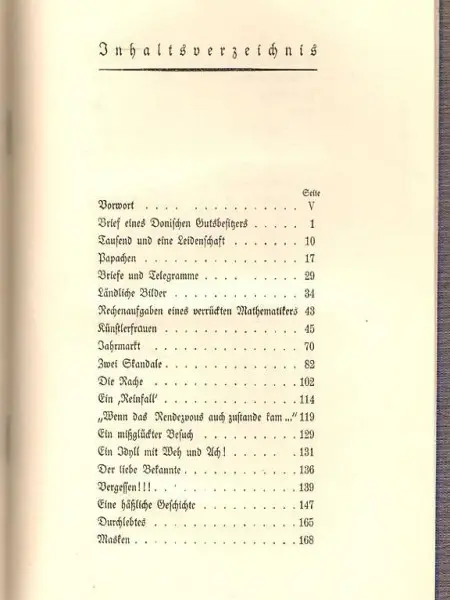 Inhaltsverzeichnis
Seite
Vorwort . . . . . . . . . . . . . V
Brief eines Donischen Gutsbesitzers . . . . . 1
Tausend und eine Leidenschaft . . . . . . . 10
Papachen . . . . . . . . . . . . . . 17
Briefe und Telegramme . . . . . . . . . 29
Ländliche Bilder . . . . . . . . . . . . 34
Rechenaufgaben eines verrückten Mathematikers 43
Künstlerfrauen . . . . . . . . . . . . 45
Jahrmarkt . . . . . . . . . . . . . 70
Zwei Skandale . . . . . . . . . . . . 82
Die Rache . . . . . . . . . . . . . 102
Ein ‚Reinfall‘ . . . . . . . . . . . . 114
„Wenn das Rendezvous auch zustande kam ...“ 119
Ein mißglückter Besuch . . . . . . . . . 129
Ein Idyll mit Weh und Ach! . . . . . . . 131
Der liebe Bekannte . . . . . . . . . . . 136
Vergessen!!! . . . . . . . . . . . . . 139
Eine häßliche Geschichte . . . . . . . . . 147
Durchlebtes . . . . . . . . . . . . . 165
Masken . . . . . . . . . . . . . . 168